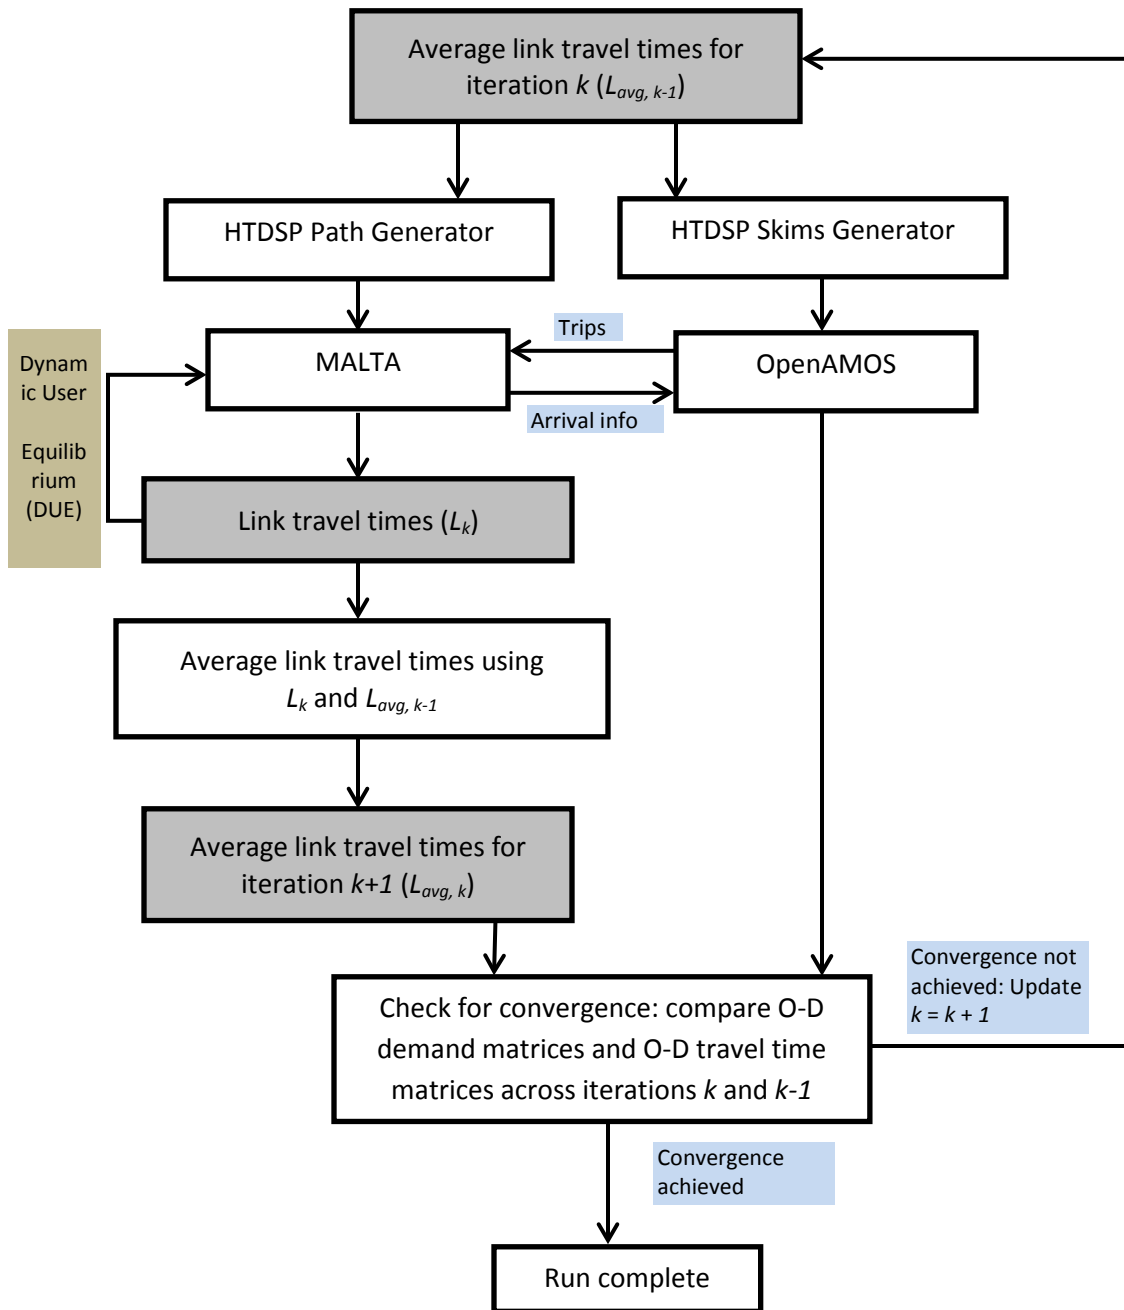 Average link travel times for
iteration k (Lavg, k-1)
HTDSP Path Generator
HTDSP Skims Generator
Dynam
ic User
Equilib
rium
(DUE)
MALTA
Trips
Arrival info
OpenAMOS
Link travel times (Lk)
Average link travel times using
Lk and Lavg, k-1
Average link travel times for
iteration k+1 (Lavg, k)
Convergence not
achieved: Update
k = k + 1
Check for convergence: compare O-D
demand matrices and O-D travel time
matrices across iterations k and k-1
Convergence
achieved
Run complete